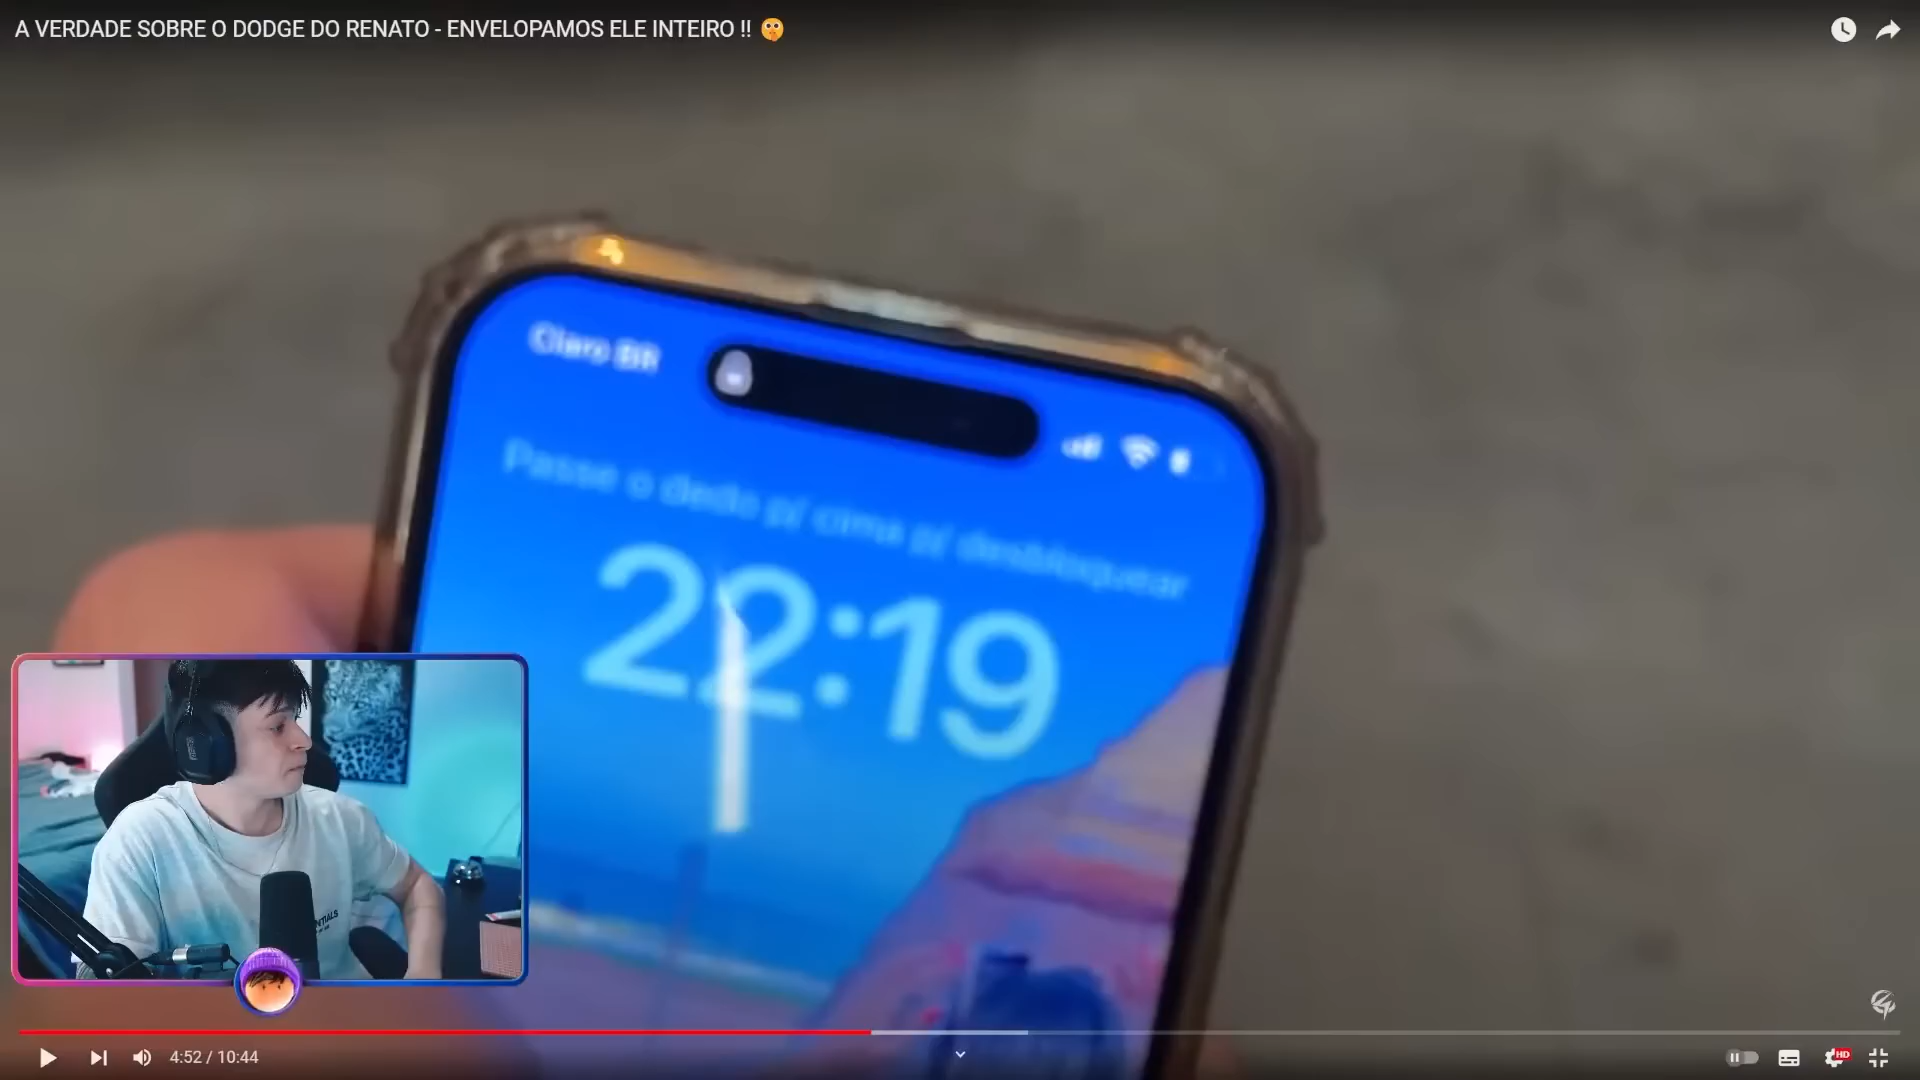 A VERDADE SOBRE O DODGE DO RENATO - ENVELOPAMOS ELE INTEIRO !! 🤫
Claro BR
Passe o dedo p/ cima p/ desbloquear
22:19
4:52 / 10:44
HD